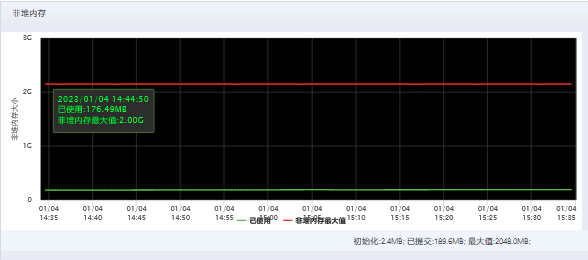 非堆内存
3G
2G
1G
0
非堆内存大小
2023/01/04 14:44:50
已使用:176.49MB
非堆内存最大值:2.00G
01/04 01/04 01/04 01/04 01/04 01/04 01/04 01/04 01/04 01/04 01/04 01/04 01/04
14:35 14:40 14:45 14:50 14:55 15:00 15:05 15:10 15:15 15:20 15:25 15:30 15:35
已使用 非堆内存最大值
初始化:2.4MB; 已提交:189.6MB; 最大值:2048.0MB;